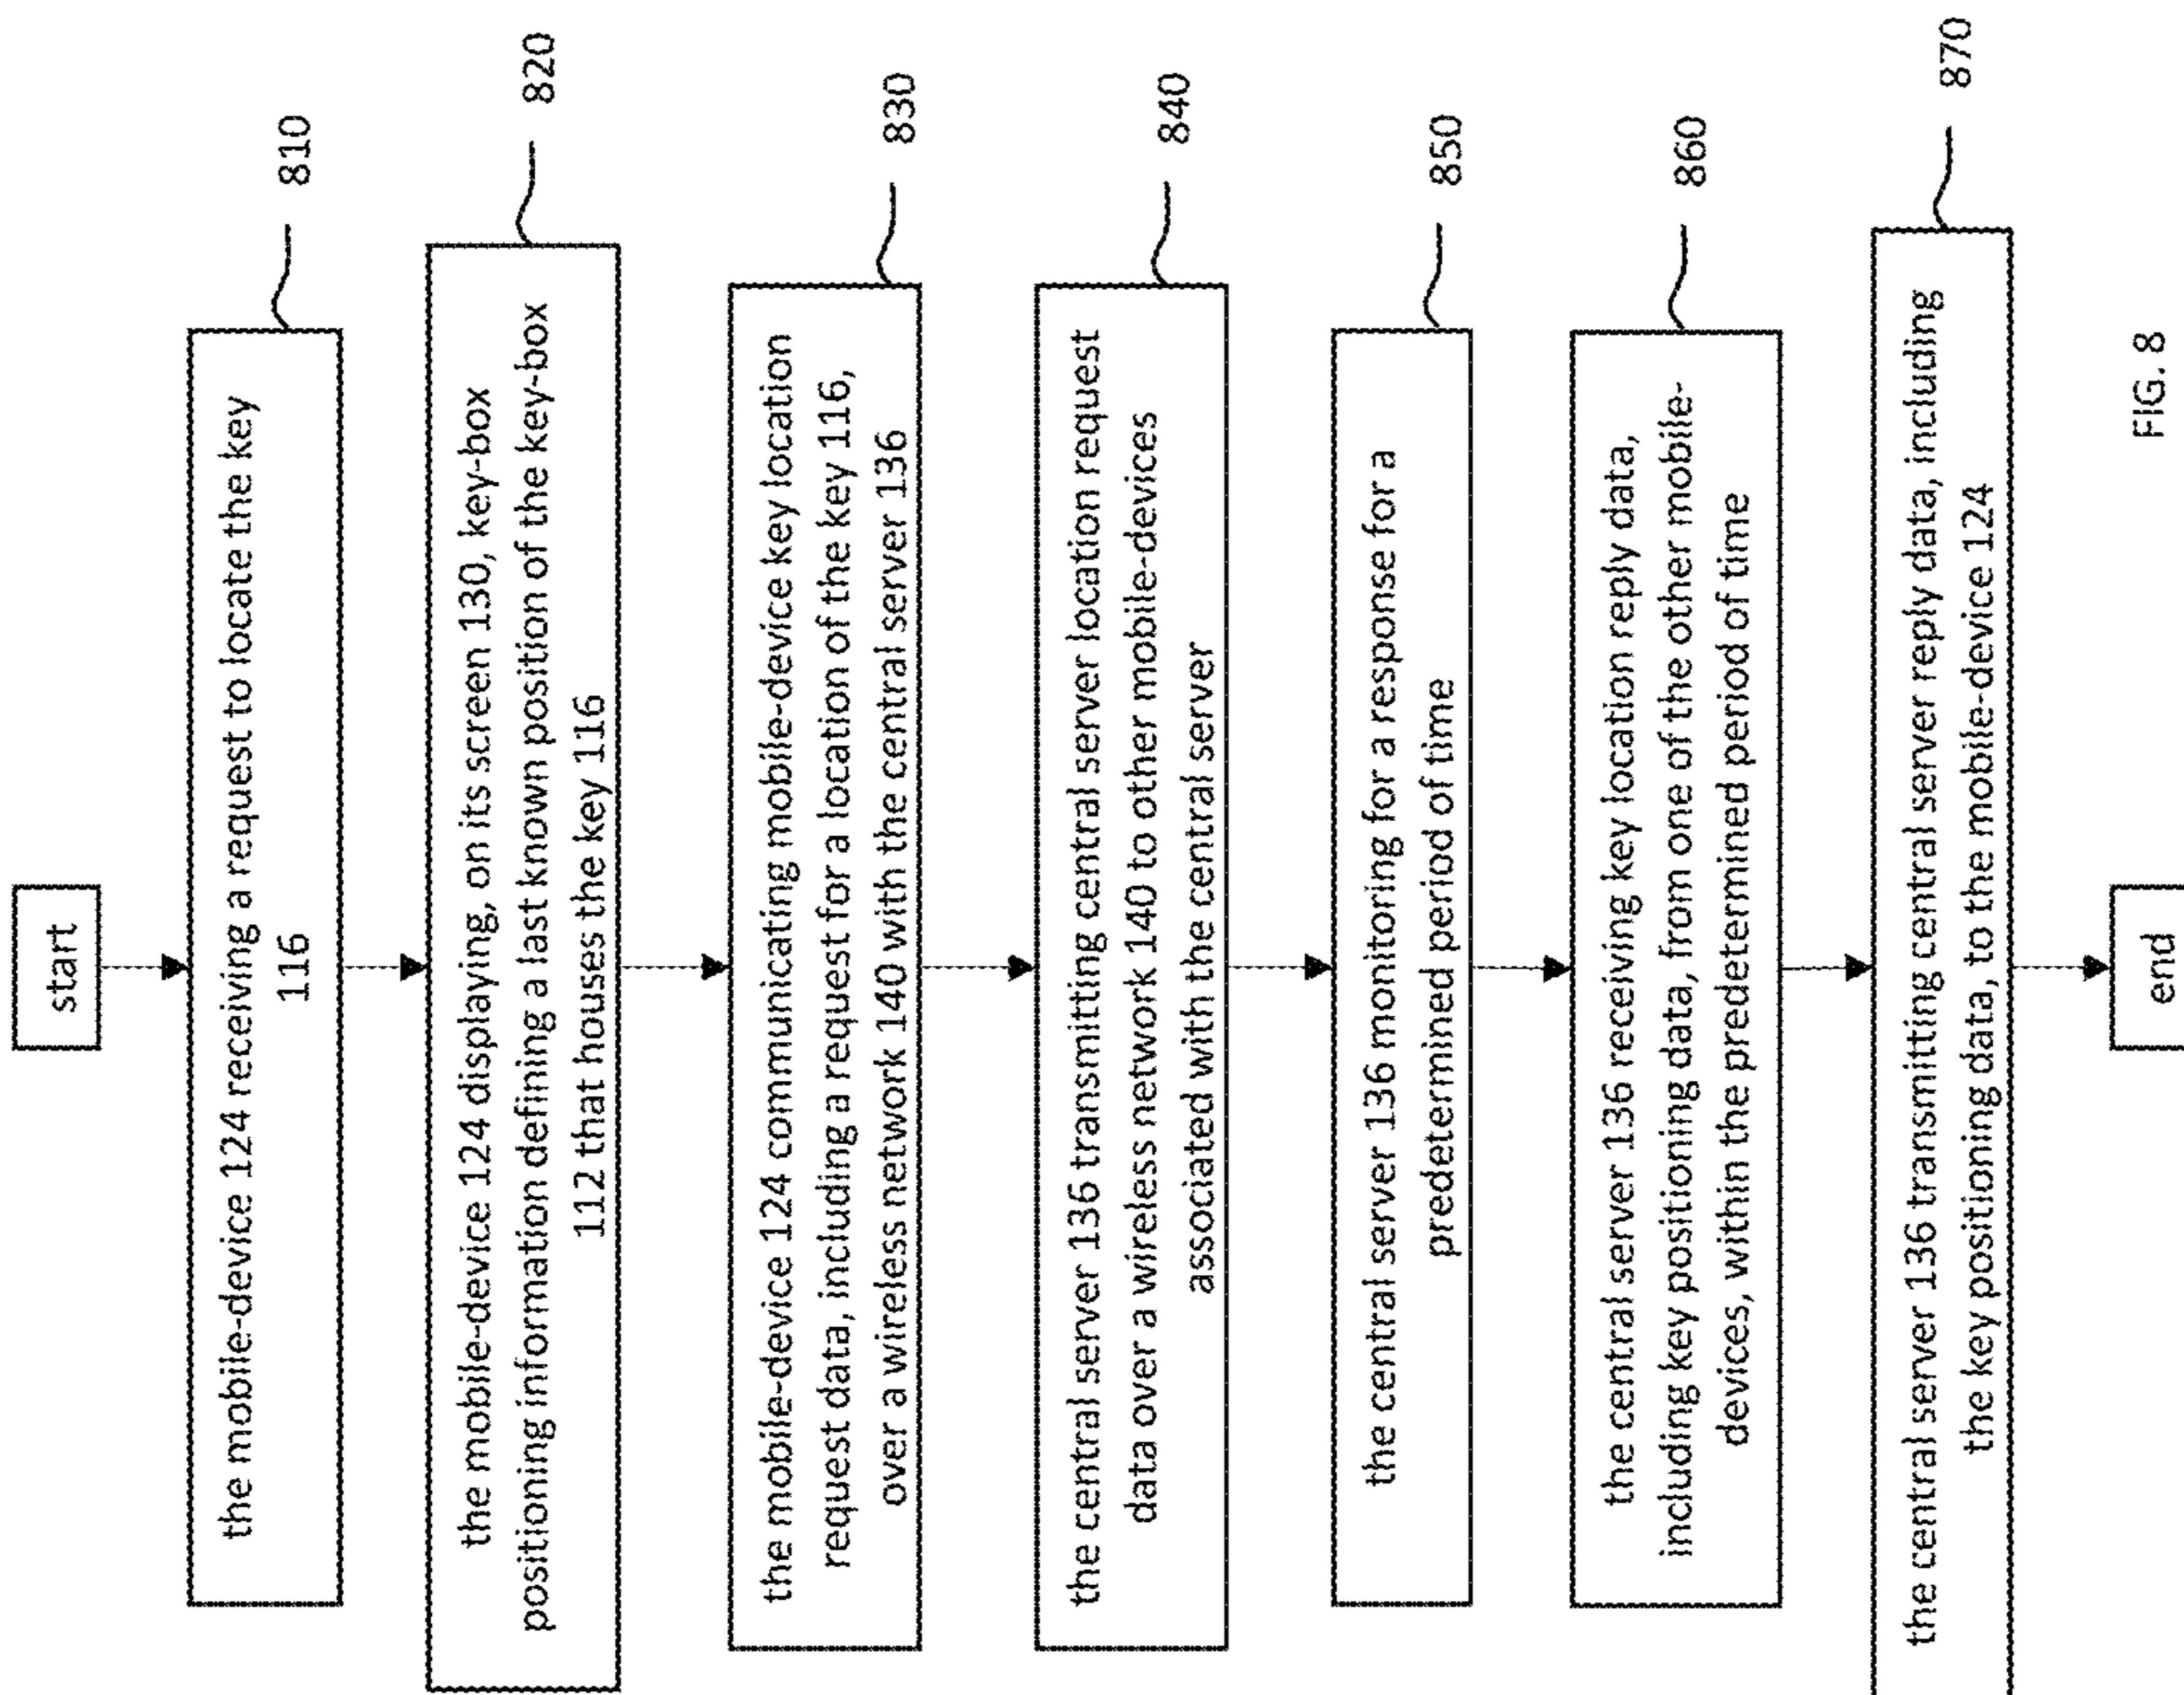 start
the mobile-device 124 receiving a request to locate the key
116
810
the mobile-device 124 displaying, on its screen 130, key-box
positioning information defining a last known position of the key-box
112 that houses the key 116
820
the mobile-device 124 communicating mobile-device key location
request data, including a request for a location of the key 116,
over a wireless network 140 with the central server 136
830
the central server 136 transmitting central server location request
data over a wireless network 140 to other mobile-devices
associated with the central server
840
the central server 136 monitoring for a response for a
predetermined period of time
850
the central server 136 receiving key location reply data,
including key positioning data, from one of the other mobile-
devices, within the predetermined period of time
860
the central server 136 transmitting central server reply data, including
the key positioning data, to the mobile-device 124
870
end
FIG. 8